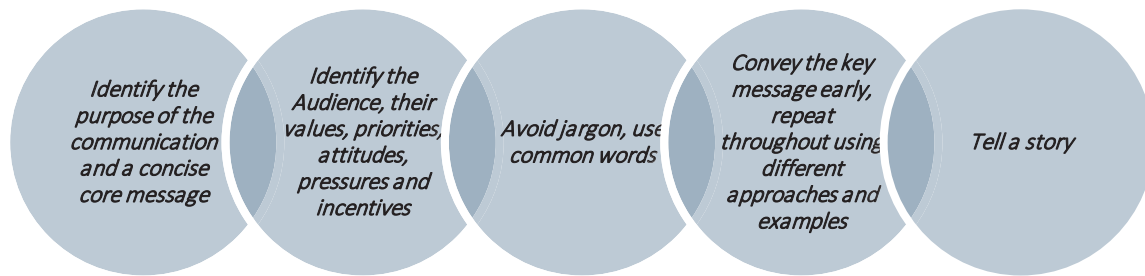 Identify the
purpose of the
communication
and a concise
core message
Identify the
Audience, their
values, priorities,
attitudes,
pressures and
incentives
Avoid jargon, use
common words
Convey the key
message early,
repeat
throughout using
different
approaches and
examples
Tell a story